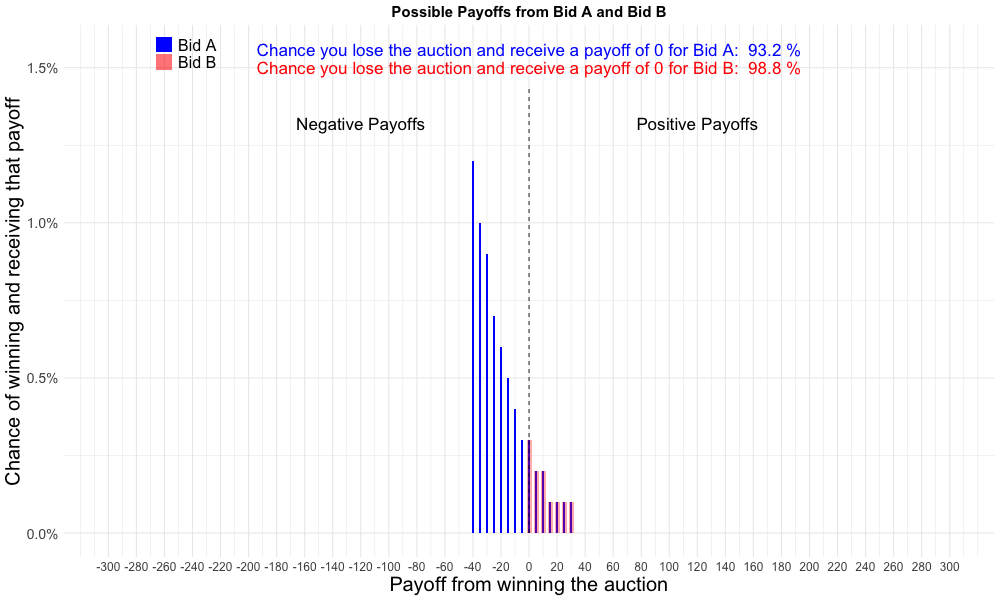 Possible Payoffs from Bid A and Bid B
Bid A
Bid B
Chance you lose the auction and receive a payoff of 0 for Bid A:  93.2 %
Chance you lose the auction and receive a payoff of 0 for Bid B:  98.8 %
Negative Payoffs
Positive Payoffs
Chance of winning and receiving that payoff
1.5%
1.0%
0.5%
0.0%
-300 -280 -260 -240 -220 -200 -180 -160 -140 -120 -100 -80 -60 -40 -20 0 20 40 60 80 100 120 140 160 180 200 220 240 260 280 300
Payoff from winning the auction